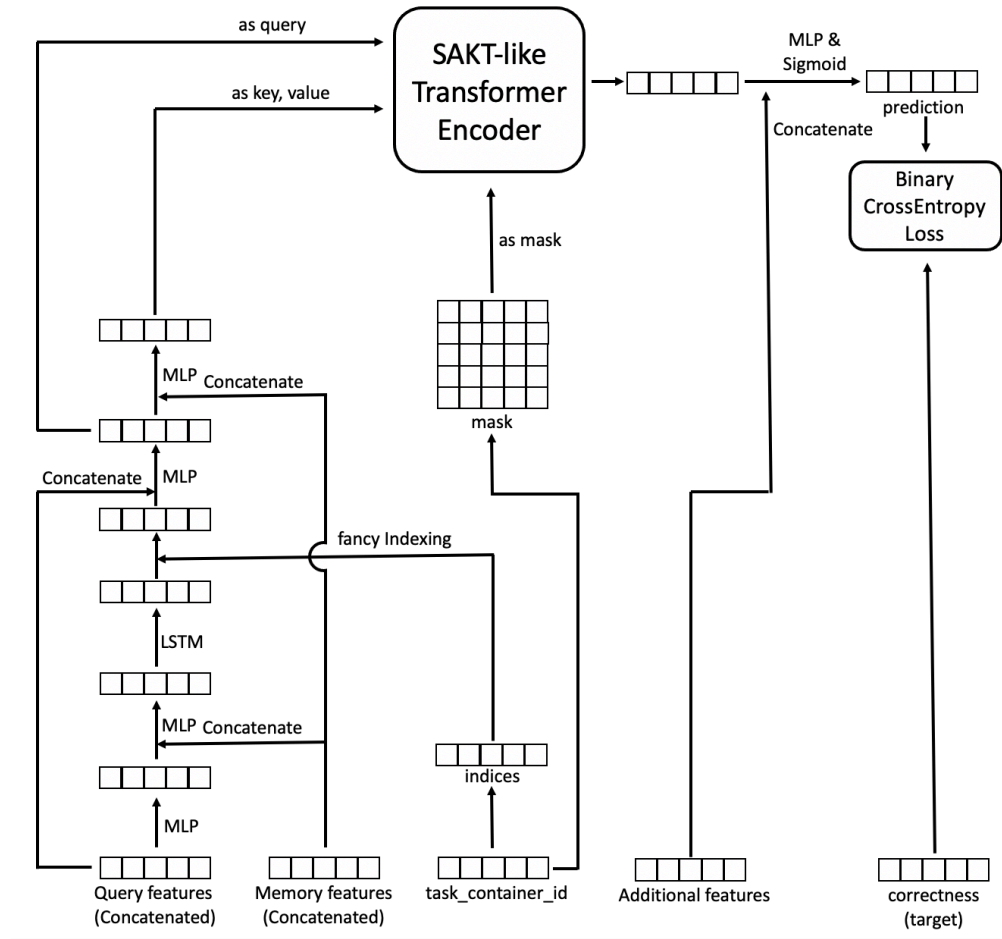 as query
SAKT-like
Transformer
Encoder
as key, value
MLP &
Sigmoid
prediction
Concatenate
Binary
CrossEntropy
Loss
as mask
mask
MLP
Concatenate
Concatenate
MLP
fancy Indexing
LSTM
MLP
Concatenate
indices
MLP
Query features
(Concatenated)
Memory features
(Concatenated)
task_container_id
Additional features
correctness
(target)